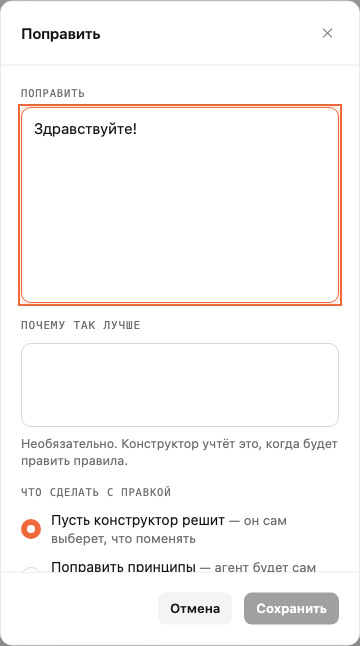 Поправить
ПОПРАВИТЬ
Здравствуйте!
ПОЧЕМУ ТАК ЛУЧШЕ
Необязательно. Конструктор учтёт это, когда будет
править правила.
ЧТО СДЕЛАТЬ С ПРАВКОЙ
Пусть конструктор решит — он сам
выберет, что поменять
Поправить принципы — агент будет сам
Отмена
Сохранить